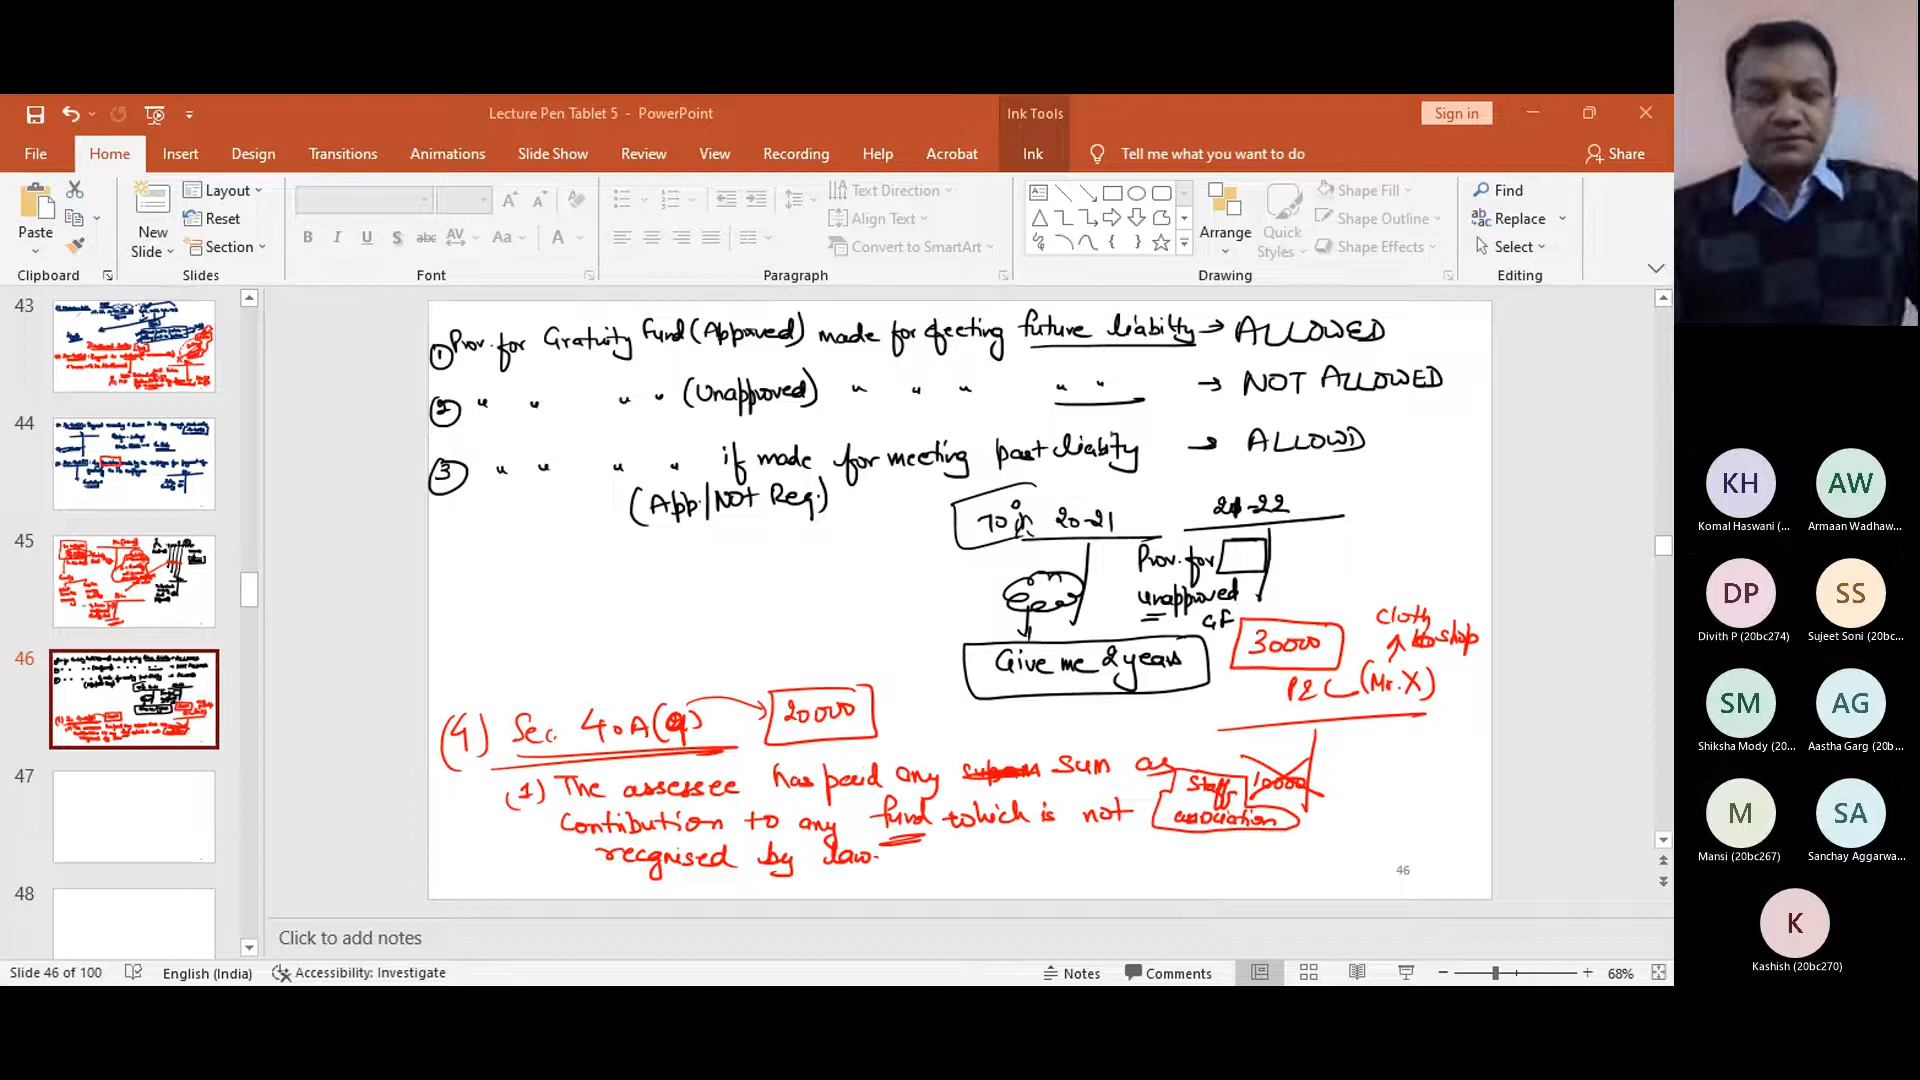 Lecture Pen Tablet 5 - PowerPoint
Ink Tools
Sign in
File Home Insert Design Transitions Animations Slide Show Review View Recording Help Acrobat Ink Tell me what you want to do Share
Paste
New Slide
Layout
Reset
Section
Text Direction
Align Text
Convert to SmartArt
Arrange
Quick Styles
Shape Fill
Shape Outline
Shape Effects
Find
Replace
Select
Clipboard Slides Font Paragraph Drawing Editing
43
44
45
46
47
48
① Prov. for Gratuity Fund (Approved) made for meeting future liability → ALLOWED
② " " " " (Unapproved) " " " " " → NOT ALLOWED
③ " " " " if made for meeting past liability → ALLOWD
(App./NOT Req.)
20-21
Prov. for
unapproved
GF
Give me 2 years
30000
cloth
shop
(Mr. X)
(4) Sec. 40A(9)
20000
(1) The assessee has paid any sum as
Staff
association
10000
contribution to any fund which is not
recgnised by law.
46
Click to add notes
Slide 46 of 100 English (India) Accessibility: Investigate Notes Comments 68%
KH
Komal Haswani (...
AW
Armaan Wadhaw...
DP
Divith P (20bc274)
SS
Sujeet Soni (20bc...
SM
Shiksha Mody (20...
AG
Aastha Garg (20b...
M
Mansi (20bc267)
SA
Sanchay Aggarwa...
K
Kashish (20bc270)